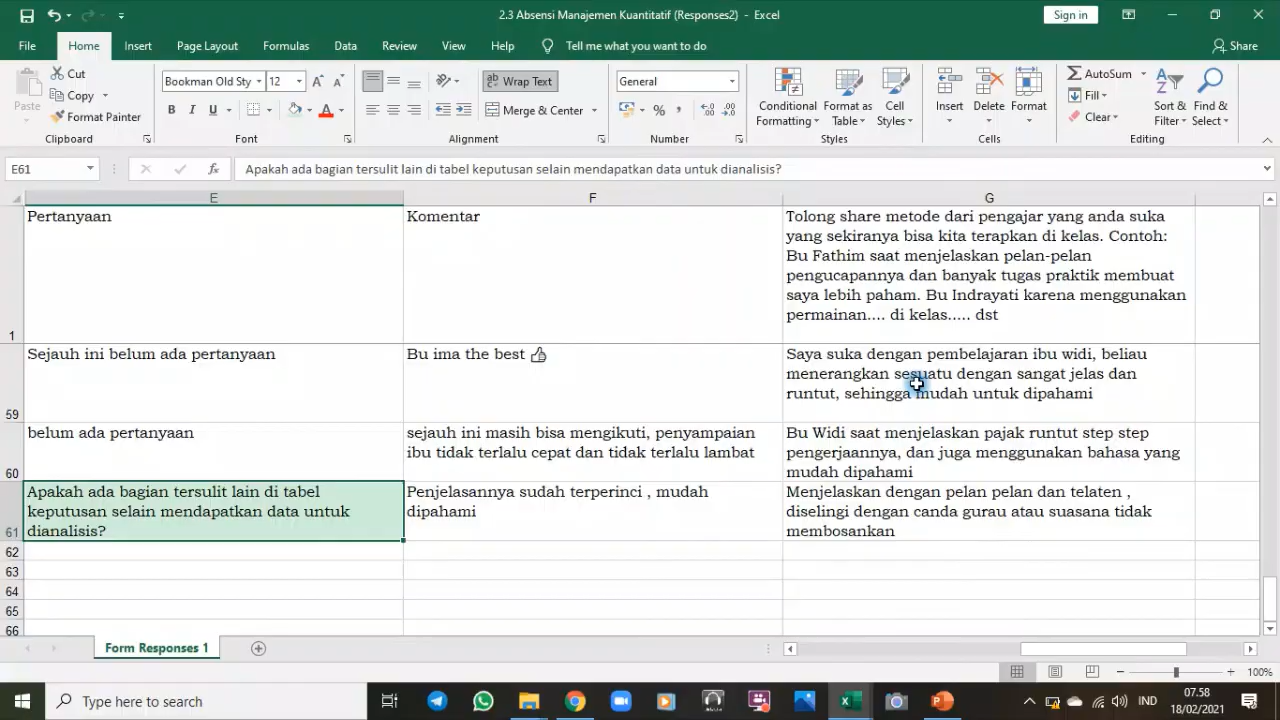 2.3 Absensi Manajemen Kuantitatif (Responses2) - Excel
Sign in
File Home Insert Page Layout Formulas Data Review View Help Tell me what you want to do Share
Paste
Cut
Copy
Format Painter
Clipboard
Bookman Old Sty 12
B I U
Font
Wrap Text
Merge & Center
Alignment
General
Number
Conditional Formatting
Format as Table
Cell Styles
Styles
Insert
Delete
Format
Cells
AutoSum
Fill
Clear
Sort & Filter
Find & Select
Editing
E61
fx
Apakah ada bagian tersulit lain di tabel keputusan selain mendapatkan data untuk dianalisis?
E F G
1
Pertanyaan
Komentar
Tolong share metode dari pengajar yang anda suka
yang sekiranya bisa kita terapkan di kelas. Contoh:
Bu Fathim saat menjelaskan pelan-pelan
pengucapannya dan banyak tugas praktik membuat
saya lebih paham. Bu Indrayati karena menggunakan
permainan.... di kelas..... dst
59
Sejauh ini belum ada pertanyaan
Bu ima the best 👍
Saya suka dengan pembelajaran ibu widi, beliau
menerangkan sesuatu dengan sangat jelas dan
runtut, sehingga mudah untuk dipahami
60
belum ada pertanyaan
sejauh ini masih bisa mengikuti, penyampaian
ibu tidak terlalu cepat dan tidak terlalu lambat
Bu Widi saat menjelaskan pajak runtut step step
pengerjaannya, dan juga menggunakan bahasa yang
mudah dipahami
61
Apakah ada bagian tersulit lain di tabel
keputusan selain mendapatkan data untuk
dianalisis?
Penjelasannya sudah terperinci , mudah
dipahami
Menjelaskan dengan pelan pelan dan telaten ,
diselingi dengan canda gurau atau suasana tidak
membosankan
62
63
64
65
66
Form Responses 1
100%
Type here to search
IND
07.58
18/02/2021